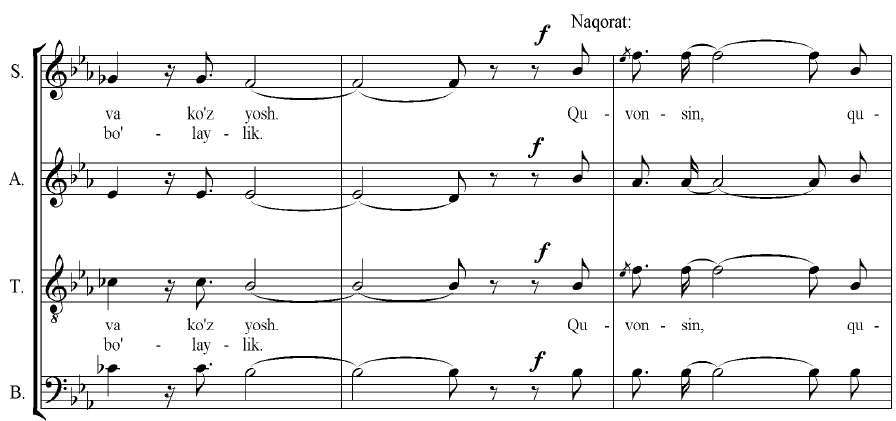 Naqorat:
f
S.
va ko'z yosh. Qu - von - sin, qu -
bo' - lay - lik.
f
A.
f
T.
va ko'z yosh. Qu - von - sin, qu -
bo' - lay - lik.
f
B.